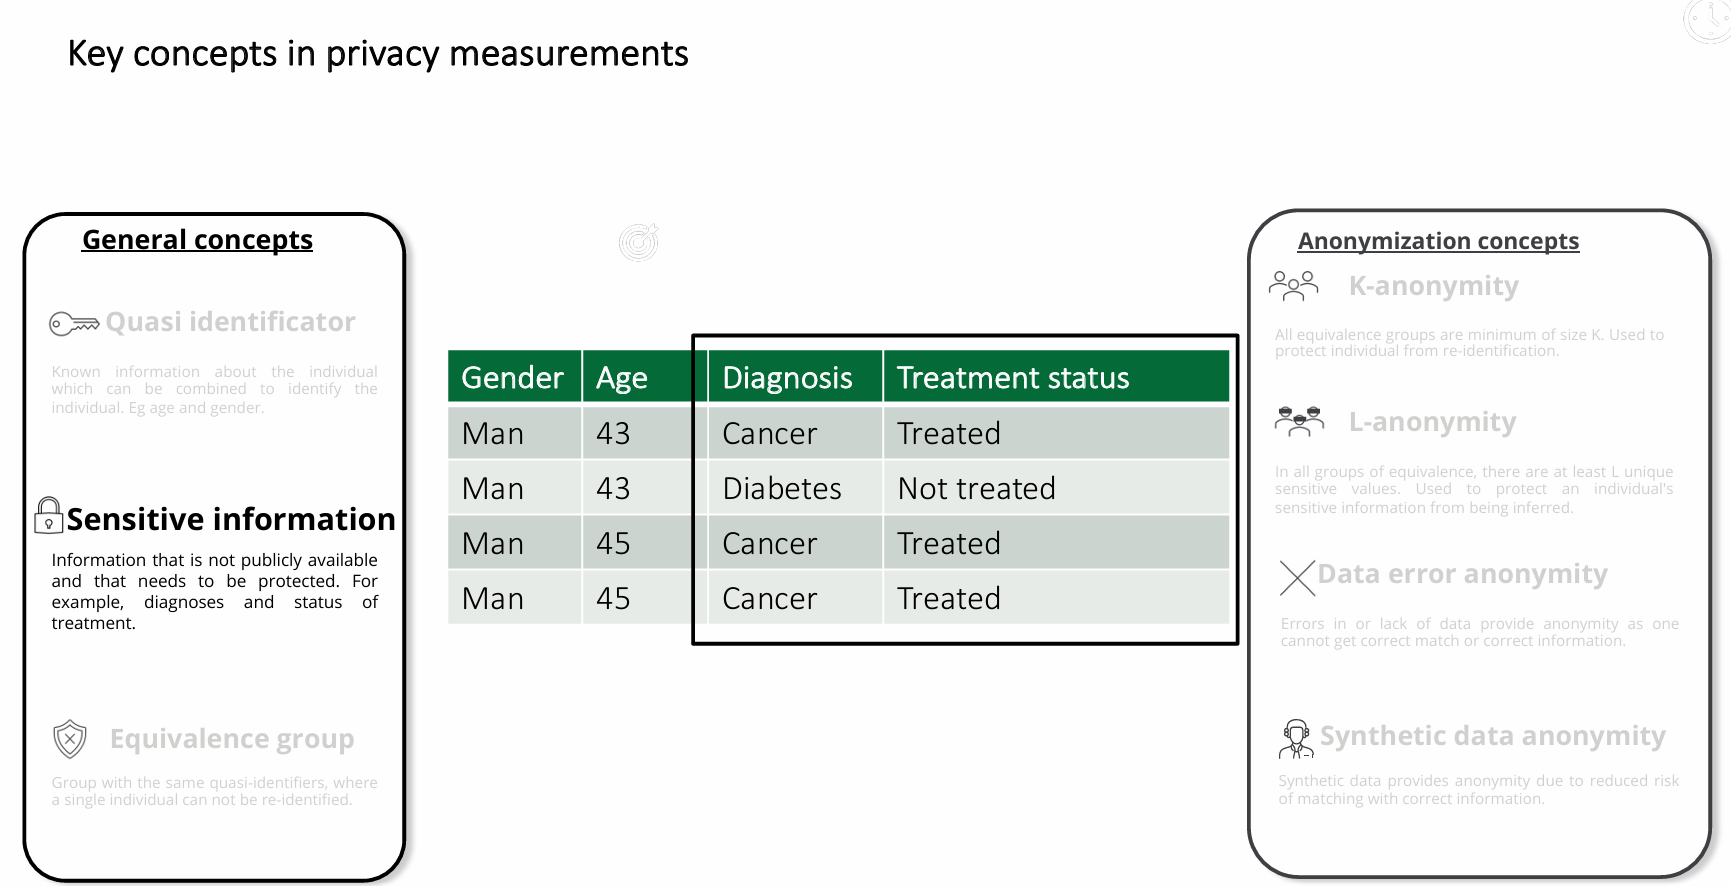 Key concepts in privacy measurements
General concepts
Quasi identificator
Known information about the individual
which can be combined to identify the
individual. Eg age and gender.
Sensitive information
Information that is not publicly available
and that needs to be protected. For
example, diagnoses and status of
treatment.
Equivalence group
Group with the same quasi-identifiers, where
a single individual can not be re-identified.
Gender Age Diagnosis Treatment status
Man 43 Cancer Treated
Man 43 Diabetes Not treated
Man 45 Cancer Treated
Man 45 Cancer Treated
Anonymization concepts
K-anonymity
All equivalence groups are minimum of size K. Used to
protect individual from re-identification.
L-anonymity
In all groups of equivalence, there are at least L unique
sensitive values. Used to protect an individual's
sensitive information from being inferred.
Data error anonymity
Errors in or lack of data provide anonymity as one
cannot get correct match or correct information.
Synthetic data anonymity
Synthetic data provides anonymity due to reduced risk
of matching with correct information.